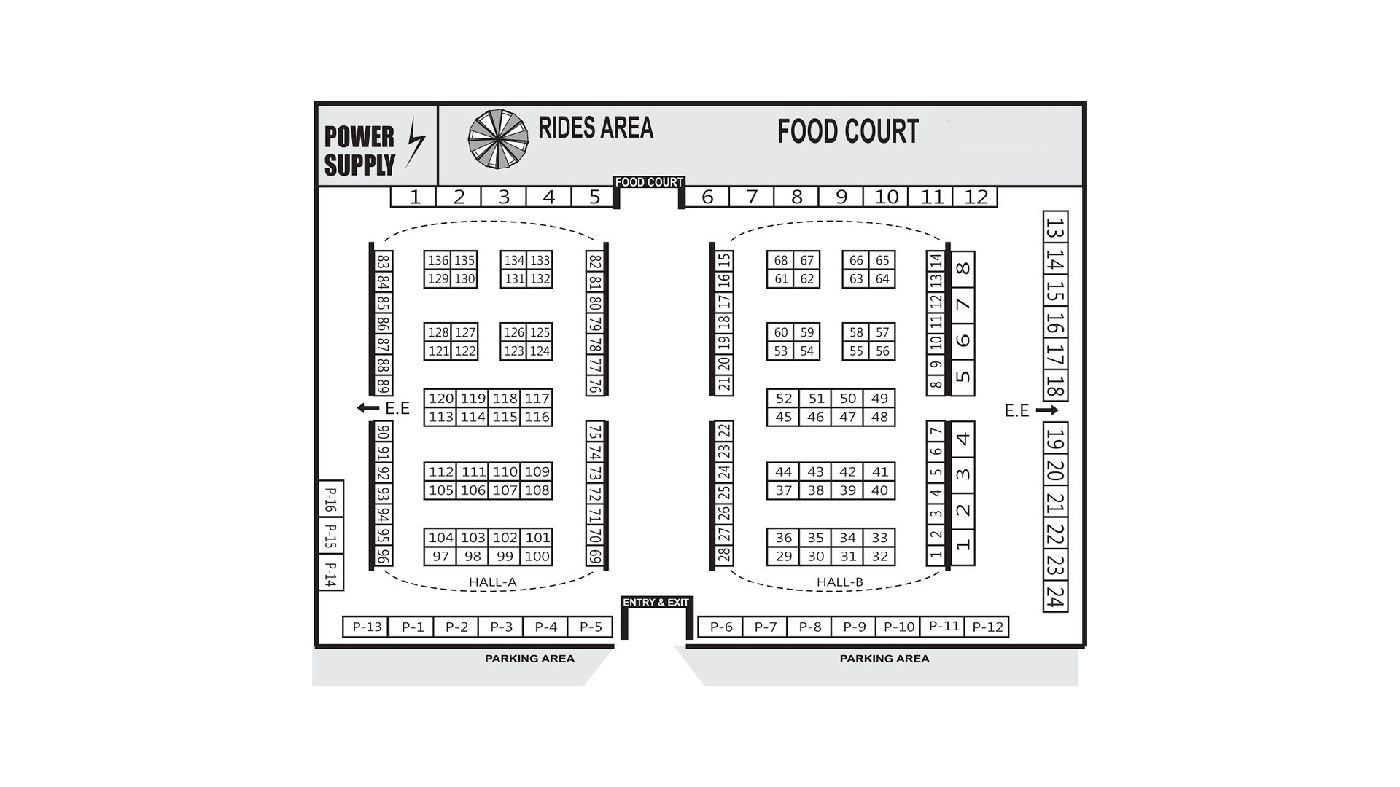 POWER
SUPPLY
RIDES AREA
FOOD COURT
FOOD COURT
1 2 3 4 5
6 7 8 9 10 11 12
83 84 85 86 87 88 89
136 135 134 133
129 130 131 132
128 127 126 125
121 122 123 124
120 119 118 117
113 114 115 116
82 81 80 79 78 77 76
E.E
90 91 92 93 94 95 96
112 111 110 109
105 106 107 108
104 103 102 101
97 98 99 100
75 74 73 72 71 70 69
HALL-A
15 16 17 18 19 20 21
68 67 66 65
61 62 63 64
60 59 58 57
53 54 55 56
52 51 50 49
45 46 47 48
14 13 12 11 10 9 8
8 7 6 5
22 23 24 25 26 27 28
44 43 42 41
37 38 39 40
36 35 34 33
29 30 31 32
7 6 5 4 3 2 1
4 3 2 1
HALL-B
13 14 15 16 17 18
E.E
19 20 21 22 23 24
P-16 P-15 P-14
ENTRY & EXIT
P-13 P-1 P-2 P-3 P-4 P-5
P-6 P-7 P-8 P-9 P-10 P-11 P-12
PARKING AREA
PARKING AREA